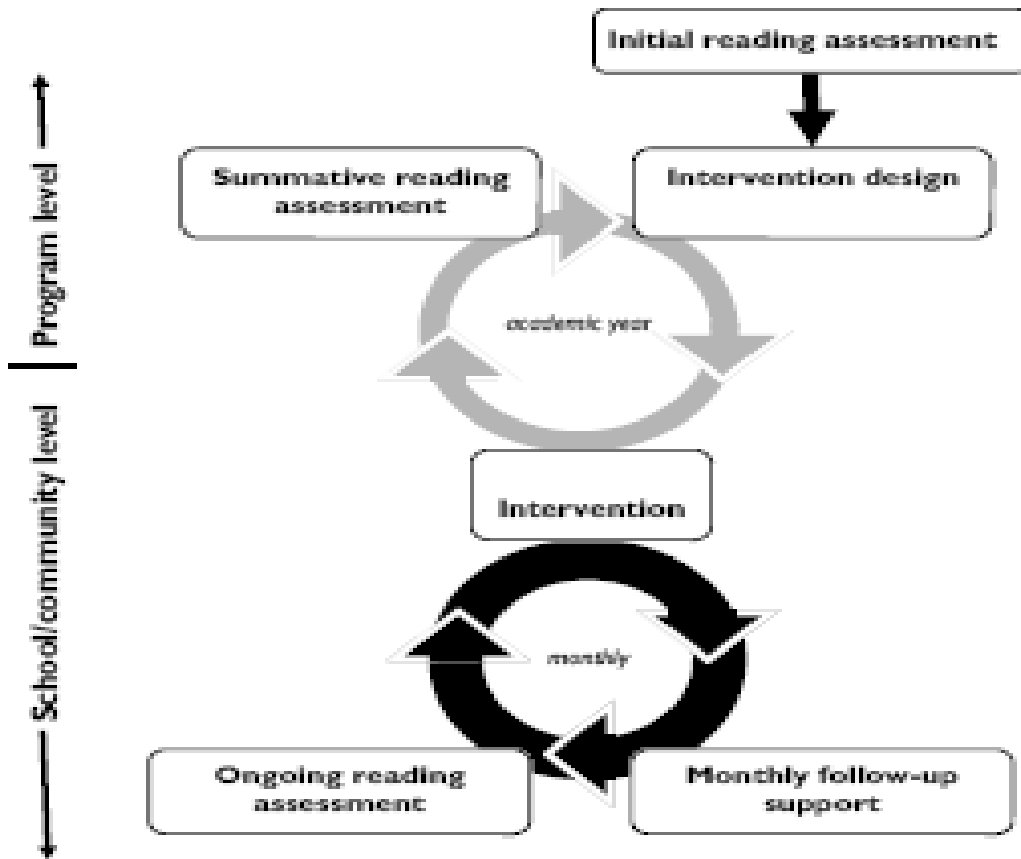 Initial reading assessment
Summative reading
assessment
Intervention design
Program level
academic year
School/community level
Intervention
monthly
Ongoing reading
assessment
Monthly follow-up
support